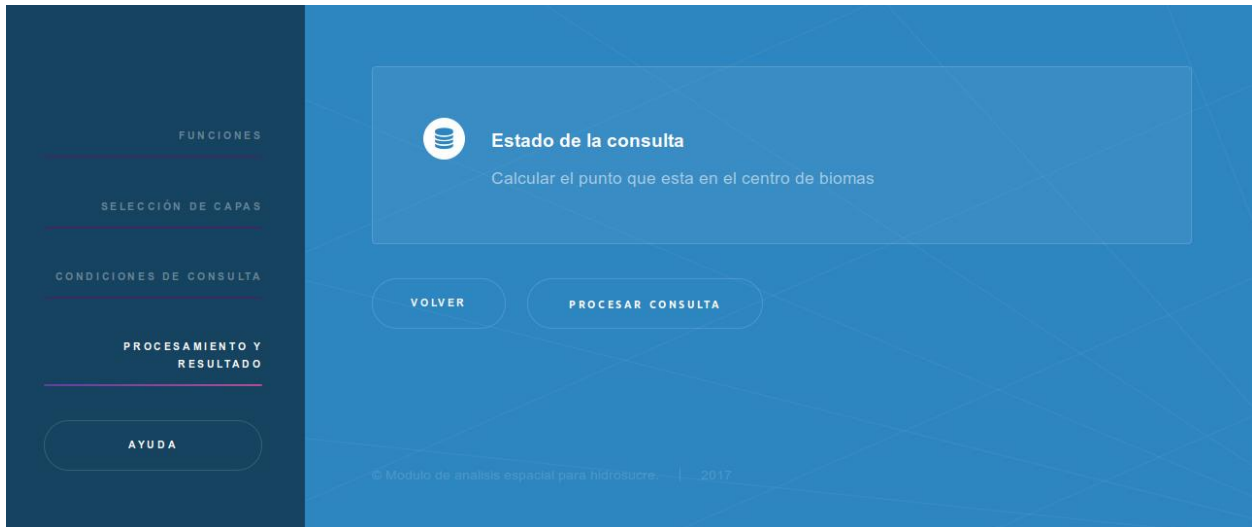 FUNCIONES
SELECCIÓN DE CAPAS
CONDICIONES DE CONSULTA
PROCESAMIENTO Y
RESULTADO
AYUDA
Estado de la consulta
Calcular el punto que esta en el centro de biomas
VOLVER
PROCESAR CONSULTA
© Modulo de analisis espacial para hidrosucre. | 2017